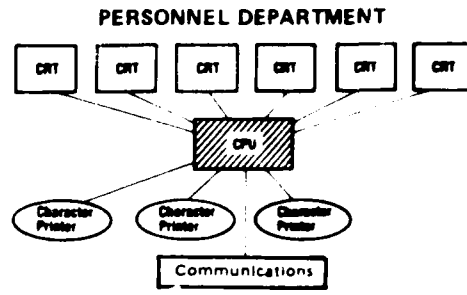 PERSONNEL DEPARTMENT
CRT CRT CRT CRT CRT CRT
CPU
Character Character Character
Printer Printer Printer
Communications